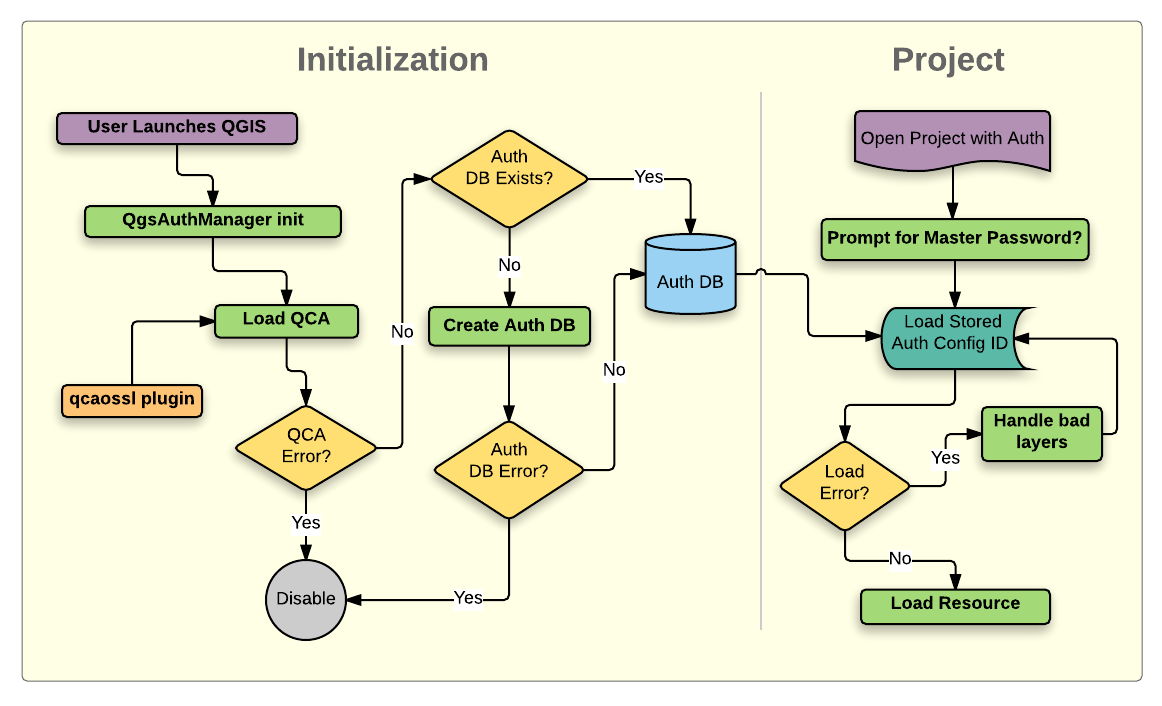 Initialization
User Launches QGIS
QgsAuthManager init
Load QCA
qcaossl plugin
QCA
Error?
Yes
Disable
No
Auth
DB Exists?
Yes
No
Create Auth DB
Auth
DB Error?
Yes
No
Auth DB
Project
Open Project with Auth
Prompt for Master Password?
Load Stored
Auth Config ID
Handle bad
layers
Yes
Load
Error?
No
Load Resource